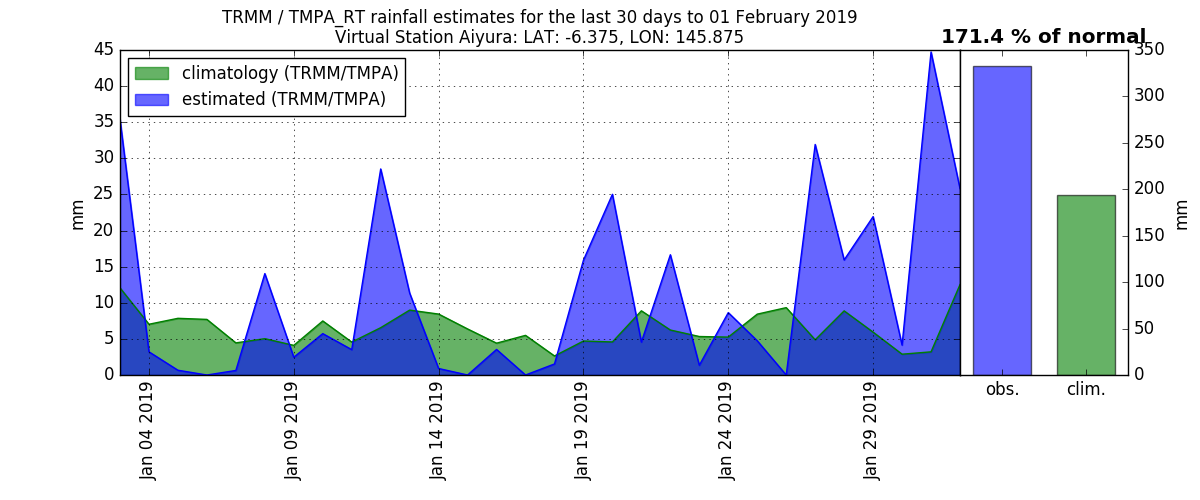 TRMM / TMPA_RT rainfall estimates for the last 30 days to 01 February 2019
Virtual Station Aiyura: LAT: -6.375, LON: 145.875
171.4 % of normal
climatology (TRMM/TMPA)
estimated (TRMM/TMPA)
45
40
35
30
25
20
15
10
5
0
mm
Jan 04 2019
Jan 09 2019
Jan 14 2019
Jan 19 2019
Jan 24 2019
Jan 29 2019
obs.
clim.
350
300
250
200
150
100
50
0
mm